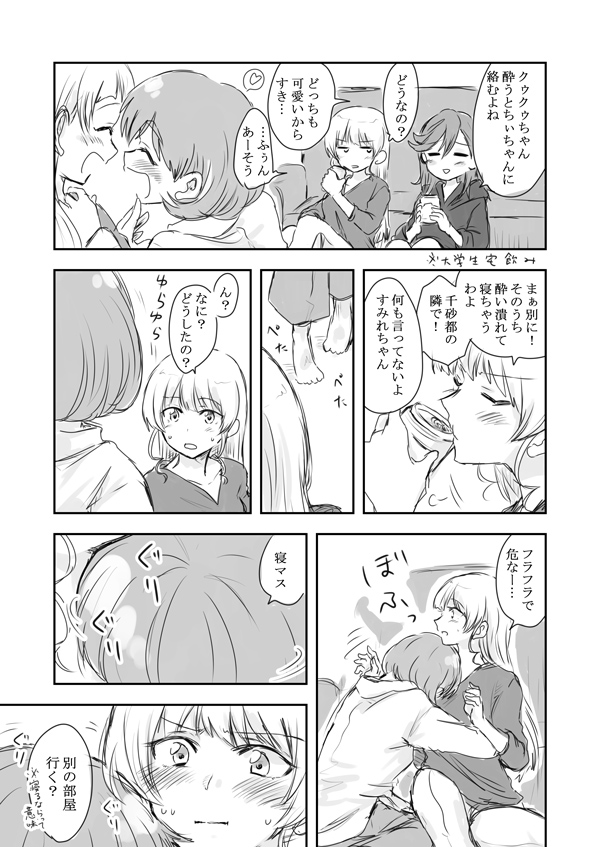 クゥクゥちゃん
酔うとちぃちゃんに
絡むよね
どうなの？
どっちも
可愛いから
すき…
…ふぅん
あーそう
※大学生宅飲み
まぁ別に！
そのうち
酔い潰れて
寝ちゃう
わよ
千砂都の
隣で！
何も言ってないよ
すみれちゃん
ぺた
ぺた
ん？
なに？
どうしたの？
ゆらゆら
フラフラで
危なー…
ぼふっ
寝マス
ぐり
ぐり
別の部屋
行く？
※寝るならって
意味
ぐり